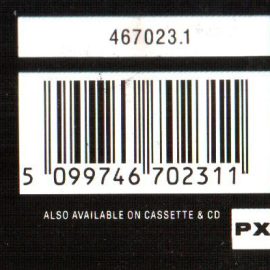 467023.1
5 099746 702311
ALSO AVAILABLE ON CASSETTE & CD
PX